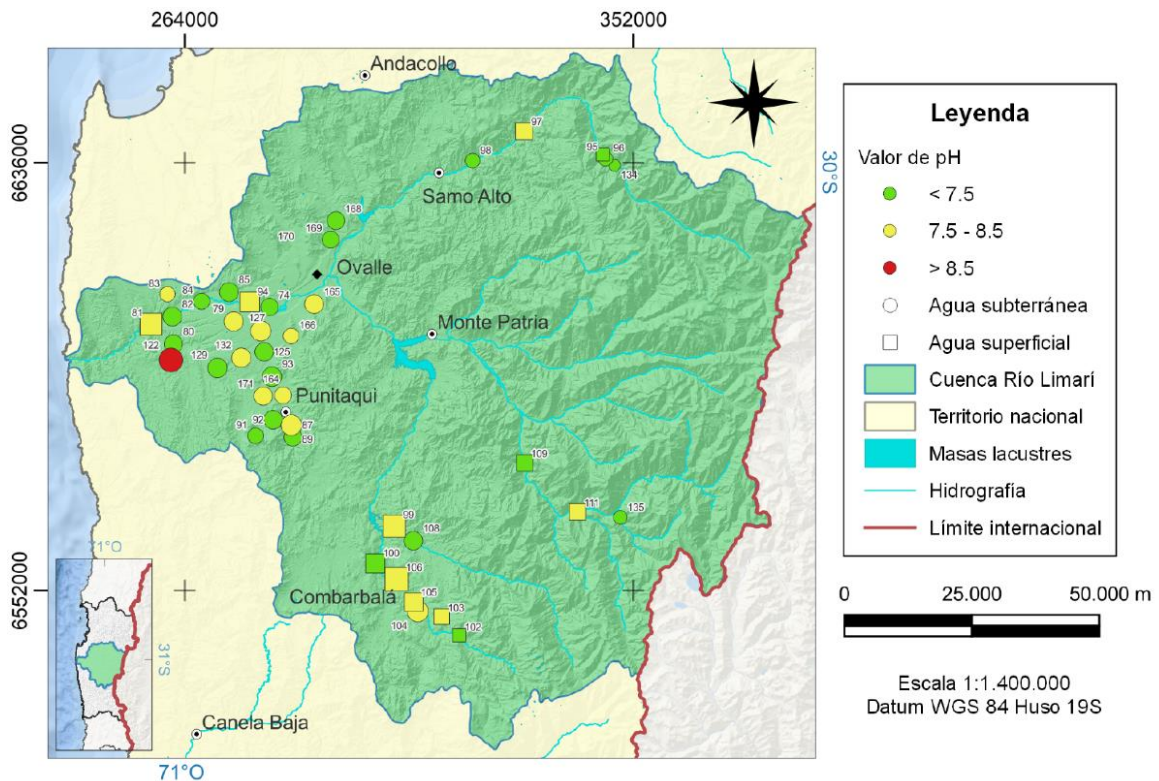 264000
352000
Andacollo
97
6636000
98
95
96
134
Samo Alto
30°S
168
169
170
Ovalle
83
84
85
94
74
82
79
81
165
127
80
166
Monte Patria
122
129
132
125
93
164
171
Punitaqui
92
87
91
89
109
111
135
99
108
100
106
6552000
Combarbalá
105
104
103
102
71°O
31°S
Canela Baja
71°O
Leyenda
Valor de pH
< 7.5
7.5 - 8.5
> 8.5
Agua subterránea
Agua superficial
Cuenca Río Limarí
Territorio nacional
Masas lacustres
Hidrografía
Límite internacional
0 25.000 50.000 m
Escala 1:1.400.000
Datum WGS 84 Huso 19S